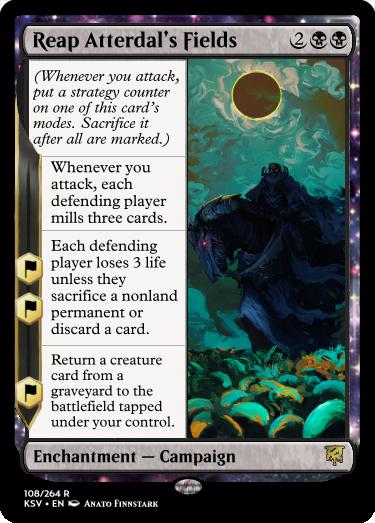 Reap Atterdal's Fields 2
(Whenever you attack,
put a strategy counter
on one of this card's
modes. Sacrifice it
after all are marked.)
Whenever you
attack, each
defending player
mills three cards.
Each defending
player loses 3 life
unless they
sacrifice a nonland
permanent or
discard a card.
Return a creature
card from a
graveyard to the
battlefield tapped
under your control.
Enchantment — Campaign
108/264 R
KSV • EN Anato Finnstark